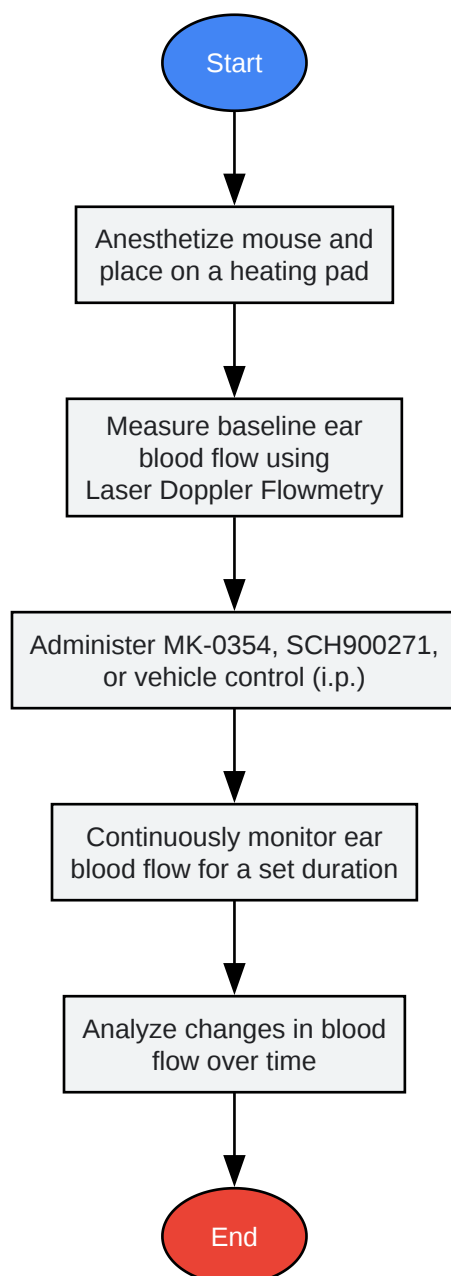 Start
Anesthetize mouse and
place on a heating pad
Measure baseline ear
blood flow using
Laser Doppler Flowmetry
Administer MK-0354, SCH900271,
or vehicle control (i.p.)
Continuously monitor ear
blood flow for a set duration
Analyze changes in blood
flow over time
End